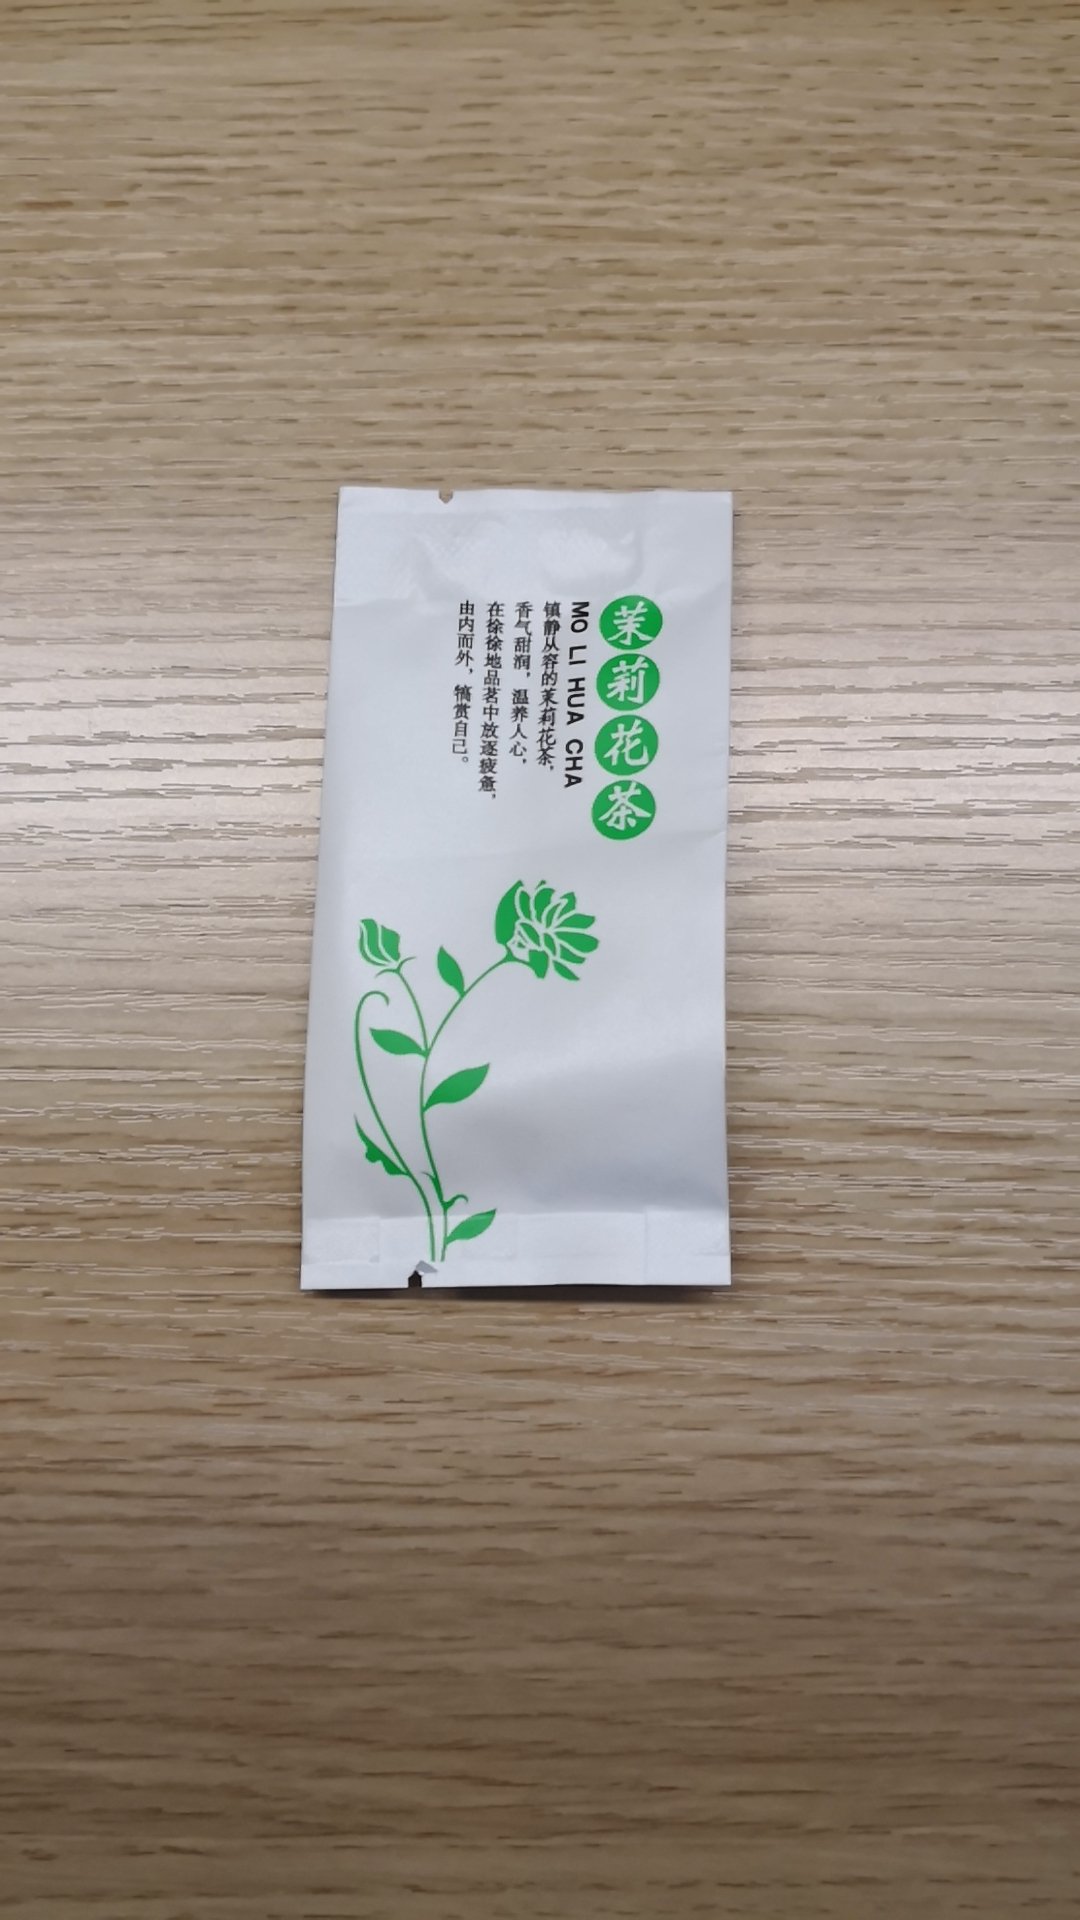 茉莉花茶
MO LI HUA CHA
镇静从容的茉莉花茶，
香气甜润，温养人心，
在徐徐地品茗中放逐疲惫，
由内而外，犒赏自己。